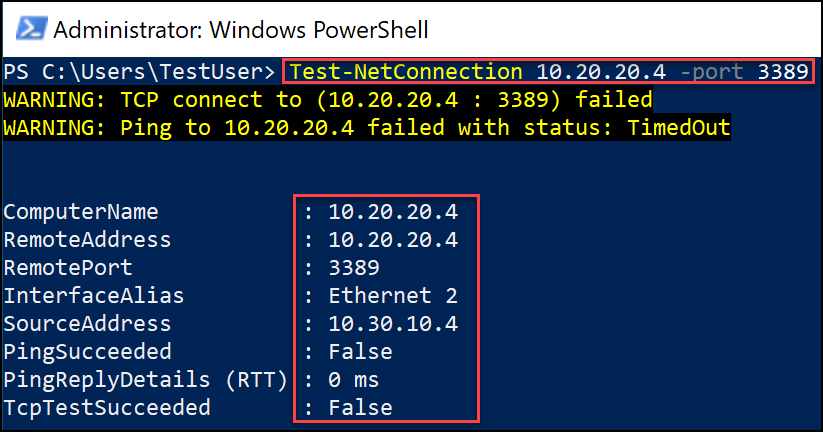 Administrator: Windows PowerShell
PS C:\Users\TestUser> Test-NetConnection 10.20.20.4 -port 3389
WARNING: TCP connect to (10.20.20.4 : 3389) failed
WARNING: Ping to 10.20.20.4 failed with status: TimedOut
ComputerName : 10.20.20.4
RemoteAddress : 10.20.20.4
RemotePort : 3389
InterfaceAlias : Ethernet 2
SourceAddress : 10.30.10.4
PingSucceeded : False
PingReplyDetails (RTT) : 0 ms
TcpTestSucceeded : False